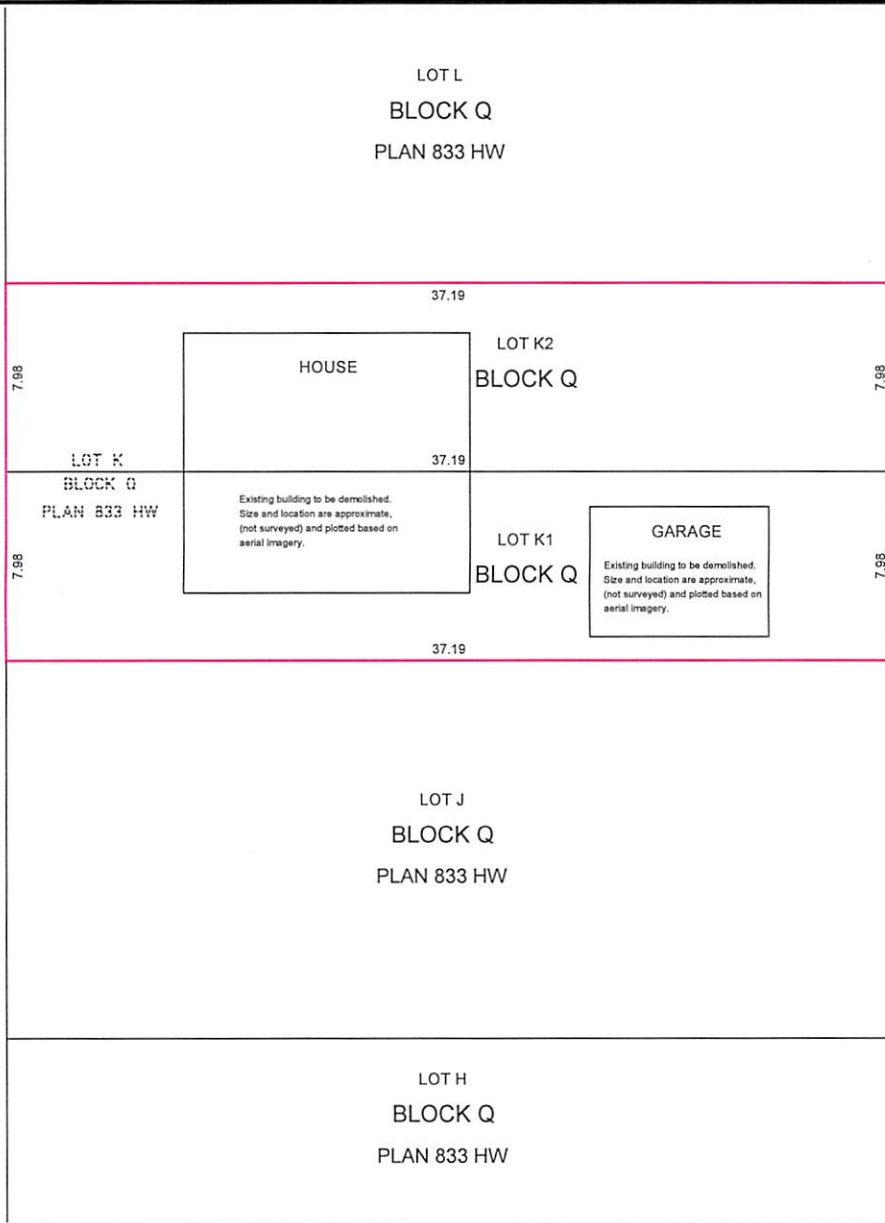 LOT L
BLOCK Q
PLAN 833 HW
37.19
7.98
HOUSE
LOT K2
BLOCK Q
7.98
LOT K
BLOCK Q
PLAN 833 HW
37.19
Existing building to be demolished.
Size and location are approximate,
(not surveyed) and plotted based on
aerial imagery.
7.98
LOT K1
BLOCK Q
GARAGE
Existing building to be demolished.
Size and location are approximate,
(not surveyed) and plotted based on
aerial imagery.
7.98
37.19
LOT J
BLOCK Q
PLAN 833 HW
LOT H
BLOCK Q
PLAN 833 HW